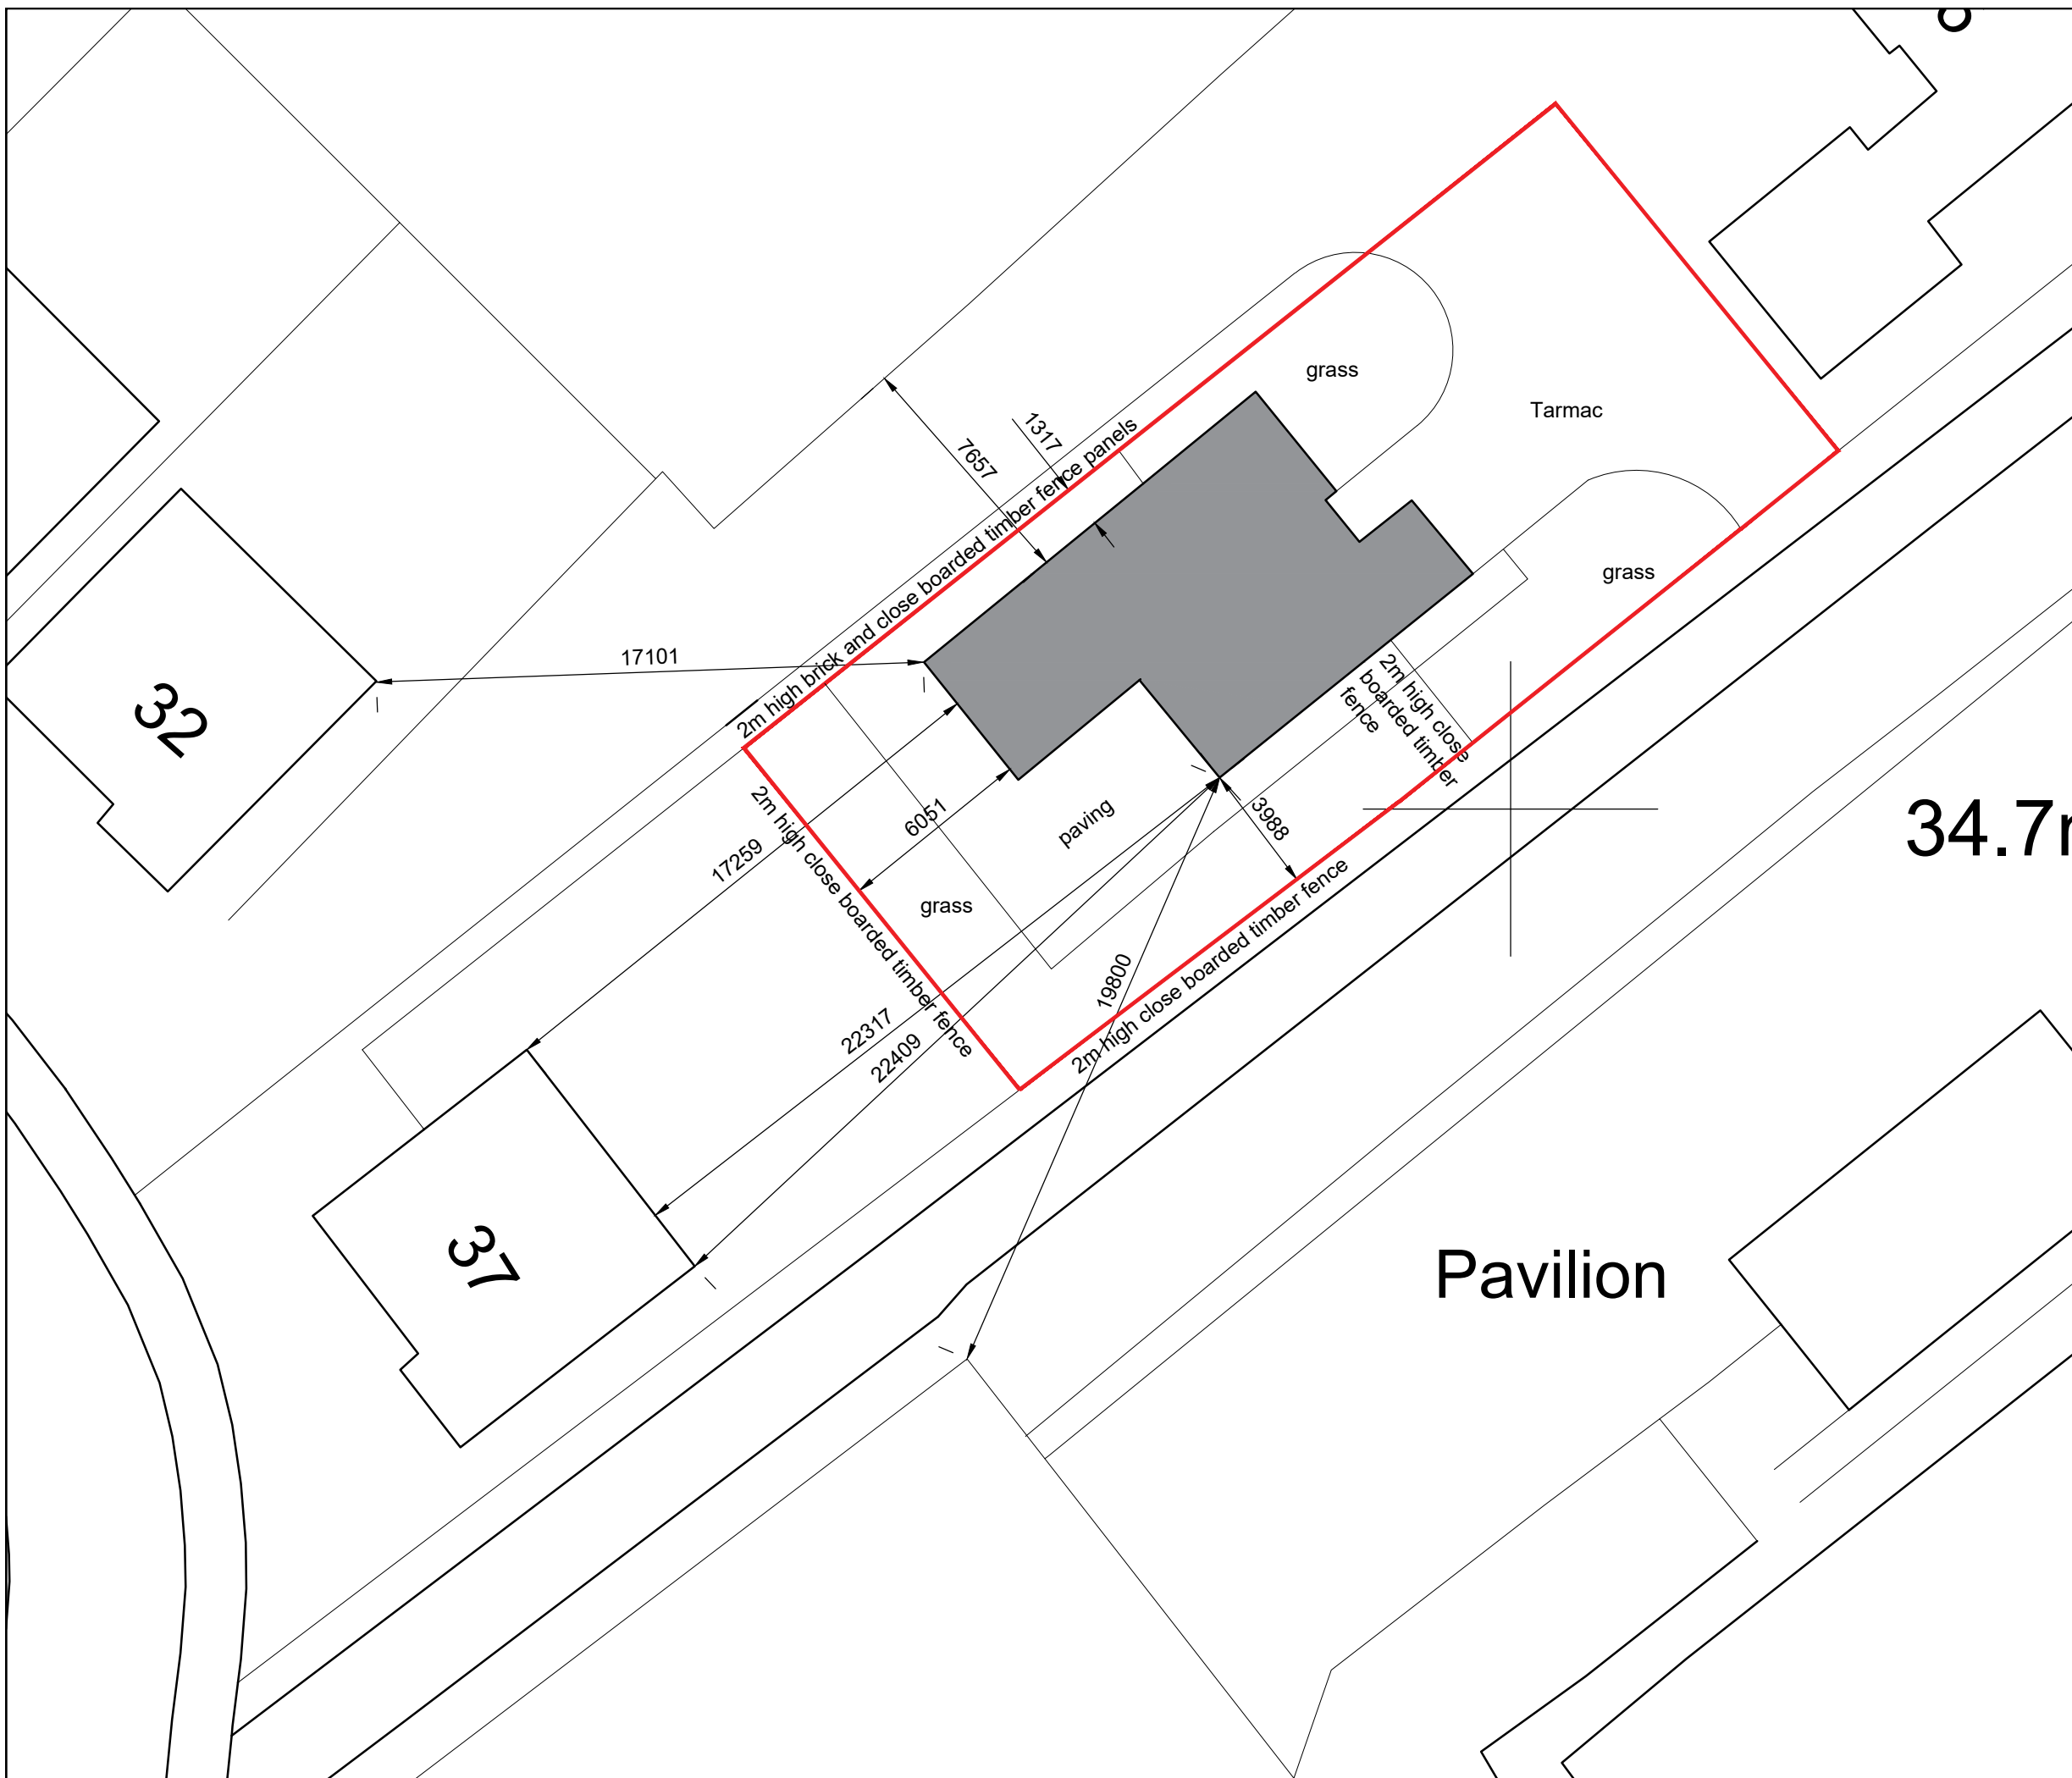 grass
Tarmac
1317
7657
2m high brick and close boarded timber fence panels
grass
17101
32
2m high close
boarded timber
fence
6051
3988
paving
34.7
17259
2m high close boarded timber fence
grass
19800
2m high close boarded timber fence
22317
22409
37
Pavilion